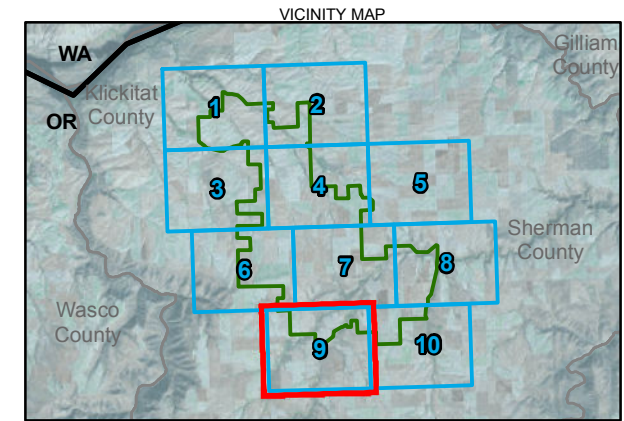 VICINITY MAP
WA
Gilliam
County
Klickitat
County
OR
1
2
3
4
5
Sherman
County
6
7
8
Wasco
County
9
10